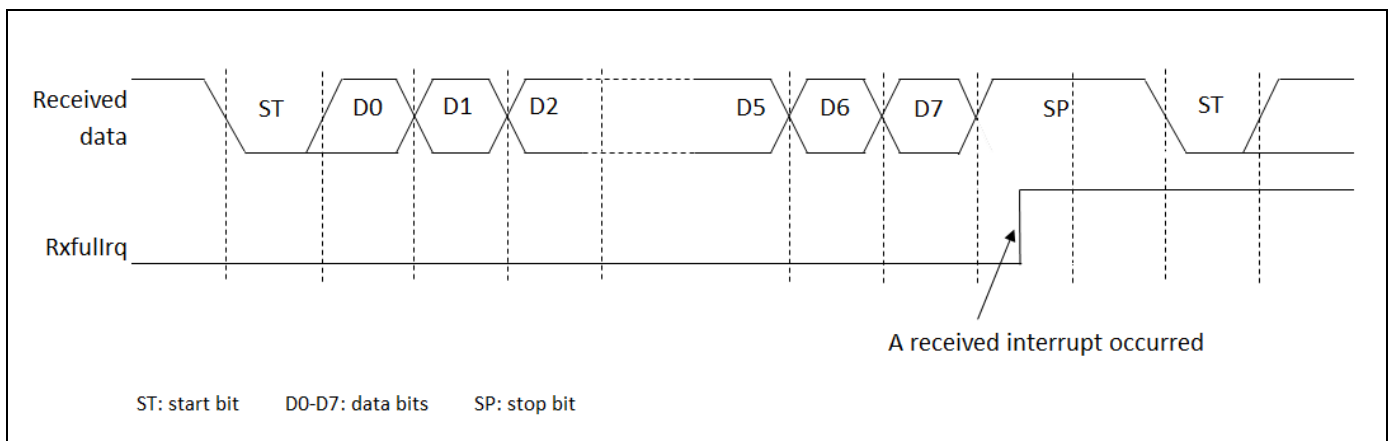 Received
data
ST D0 D1 D2 D5 D6 D7 SP ST
RxfullIrq
A received interrupt occurred
ST: start bit D0-D7: data bits SP: stop bit